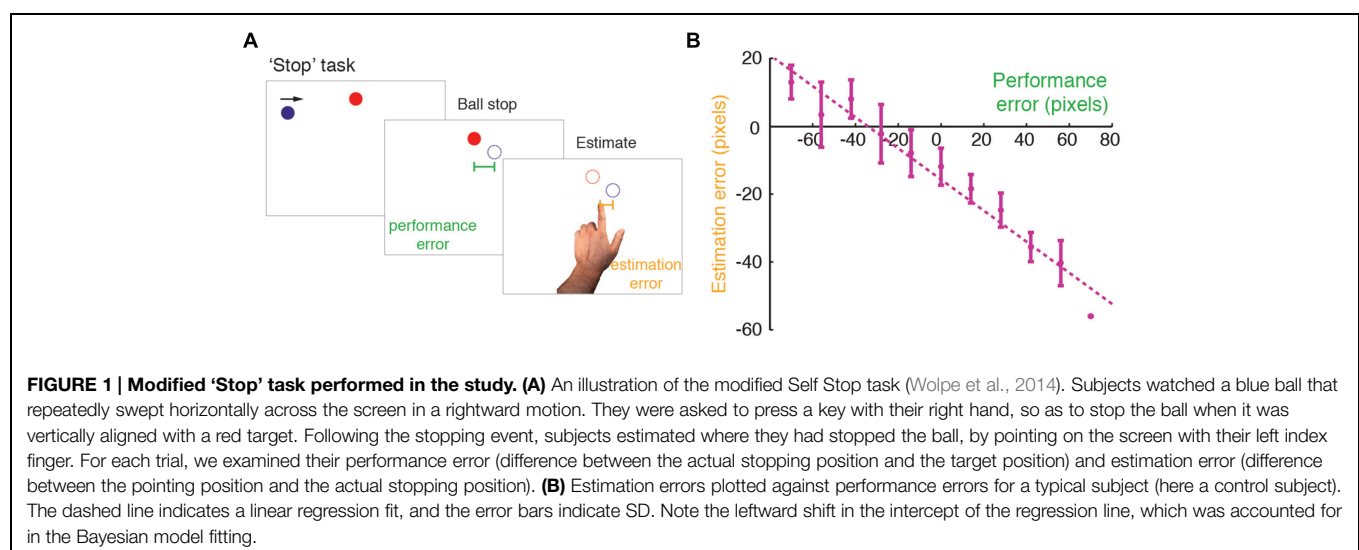 A
'Stop' task
Ball stop
Estimate
performance
error
estimation
error
B
Performance
error (pixels)
Estimation error (pixels)
20
0
-20
-40
-60
-60
-40
-20
0
20
40
60
80
FIGURE 1 | Modified ‘Stop’ task performed in the study. (A) An illustration of the modified Self Stop task (Wolpe et al., 2014). Subjects watched a blue ball that
repeatedly swept horizontally across the screen in a rightward motion. They were asked to press a key with their right hand, so as to stop the ball when it was
vertically aligned with a red target. Following the stopping event, subjects estimated where they had stopped the ball, by pointing on the screen with their left index
finger. For each trial, we examined their performance error (difference between the actual stopping position and the target position) and estimation error (difference
between the pointing position and the actual stopping position). (B) Estimation errors plotted against performance errors for a typical subject (here a control subject).
The dashed line indicates a linear regression fit, and the error bars indicate SD. Note the leftward shift in the intercept of the regression line, which was accounted for
in the Bayesian model fitting.